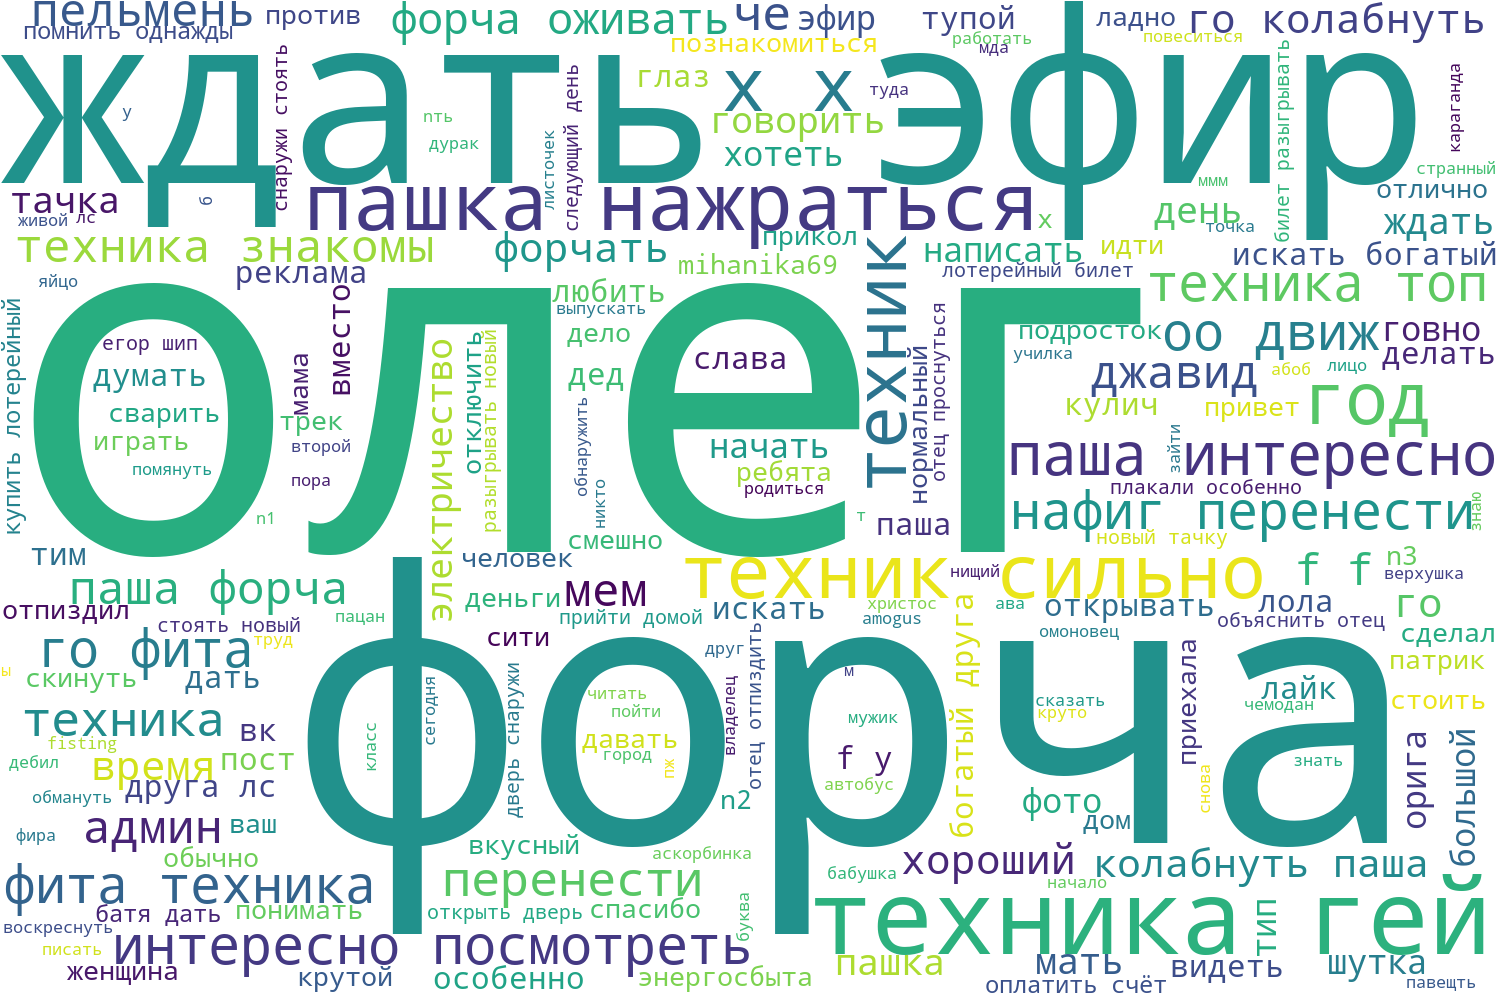 пельмень
против
форча оживать
че
эфир
тупой
ладно
го колабнуть
помнить однажды
познакомиться
работать
мда
повеситься
ждать эфир
глаз
х х
туда
снаружи стоять
билет разыгрывать
караганда
у
пть
дурак
листочек
следующий день
говорить
хотеть
странный
тачка
б
ммм
отлично
живой
лс
пашка нажраться
х
день
точка
ждать
техника знакомы
форчать
прикол
написать
идти
искать богатый
реклама
mihanika69
лотерейный билет
техника топ
яйцо
любить
выпускать
техник
купить лотерейный
егор шип
вместо
дело
подросток
оо движ
говно
олег
слава
училка
делать
думать
мама
электричество
отключить
разыгрывать новый
дед
нормальный
отец проснуться
джавид
абоб
лицо
год
сварить
трек
кулич
привет
играть
второй
начать
зайти
паша интересно
помянуть
пора
обнаружить
никто
ребята
родиться
плакали особенно
n1
т
паша
нафиг перенести
знаю
тим
смешно
новый тачку
человек
техник сильно
нищий
f f
n3
верхушка
паша форча
деньги
мем
искать
христос
ава
открывать
лола
го
отпиздил
стоять новый
пацан
прийти домой
amogus
объяснить отец
омоновец
сделал
го фита
труд
сити
друг
богатый друга
приехала
патрик
ы
скинуть
дать
форча
м
читать
сказать
лайк
стоить
техника
вк
класс
сегодня
дверь снаружи
пойти
владелец
отец отпиздить
мужик
круто
чемодан
fisting
давать
дебил
время
пост
город
пж
f y
знать
орига
большой
обмануть
друга лс
n2
автобус
фото
снова
админ
ваш
дом
фира
обычно
вкусный
аскорбинка
бабушка
хороший
колабнуть паша
начало
фита техника
перенести
батя дать
понимать
открыть дверь
спасибо
буква
техника гей
тип
воскреснуть
писать
интересно посмотреть
женщина
крутой
особенно
энергосбыта
пашка
мать
видеть
шутка
оплатить счёт
павещть